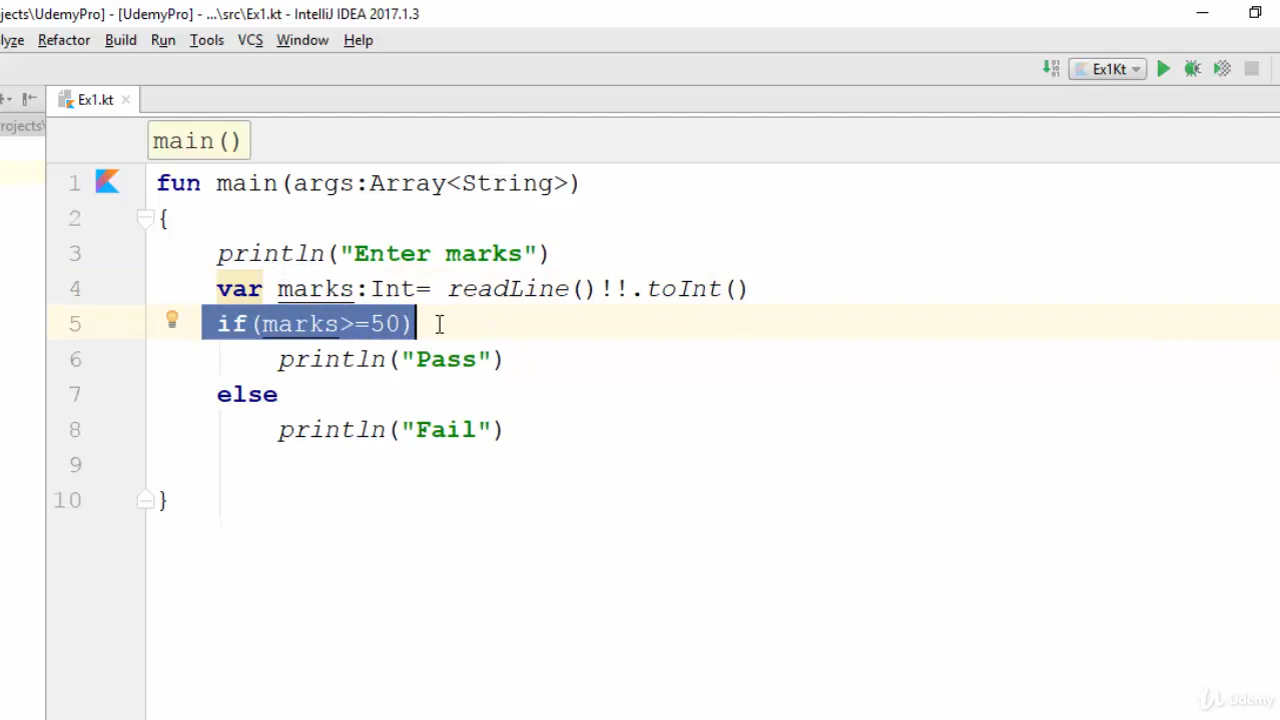 ojects\UdemyPro] - [UdemyPro] - ...\src\Ex1.kt - IntelliJ IDEA 2017.1.3
lyze Refactor Build Run Tools VCS Window Help
Ex1Kt
Ex1.kt
rojects\
main()
1 fun main(args:Array<String>)
2 {
3 println("Enter marks")
4 var marks:Int= readLine()!!.toInt()
5 if(marks>=50)
6 println("Pass")
7 else
8 println("Fail")
9
10 }
Udemy